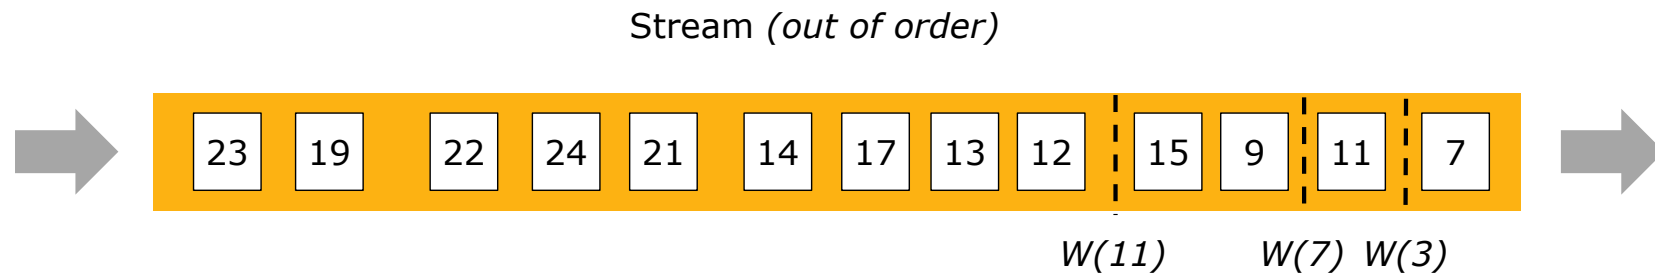 Stream (out of order)
23 19 22 24 21 14 17 13 12 15 9 11 7
W(11) W(7) W(3)